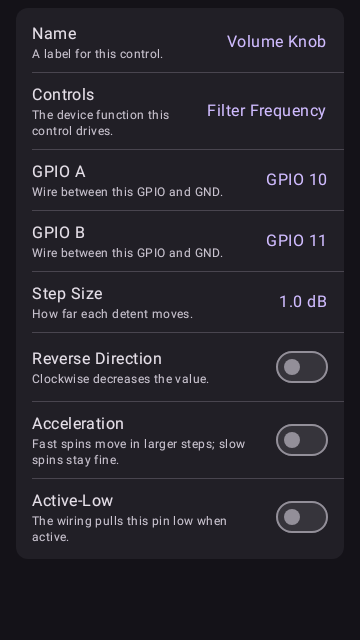 Name
A label for this control.
Volume Knob
Controls
The device function this
control drives.
Filter Frequency
GPIO A
Wire between this GPIO and GND.
GPIO 10
GPIO B
Wire between this GPIO and GND.
GPIO 11
Step Size
How far each detent moves.
1.0 dB
Reverse Direction
Clockwise decreases the value.
Acceleration
Fast spins move in larger steps; slow
spins stay fine.
Active-Low
The wiring pulls this pin low when
active.